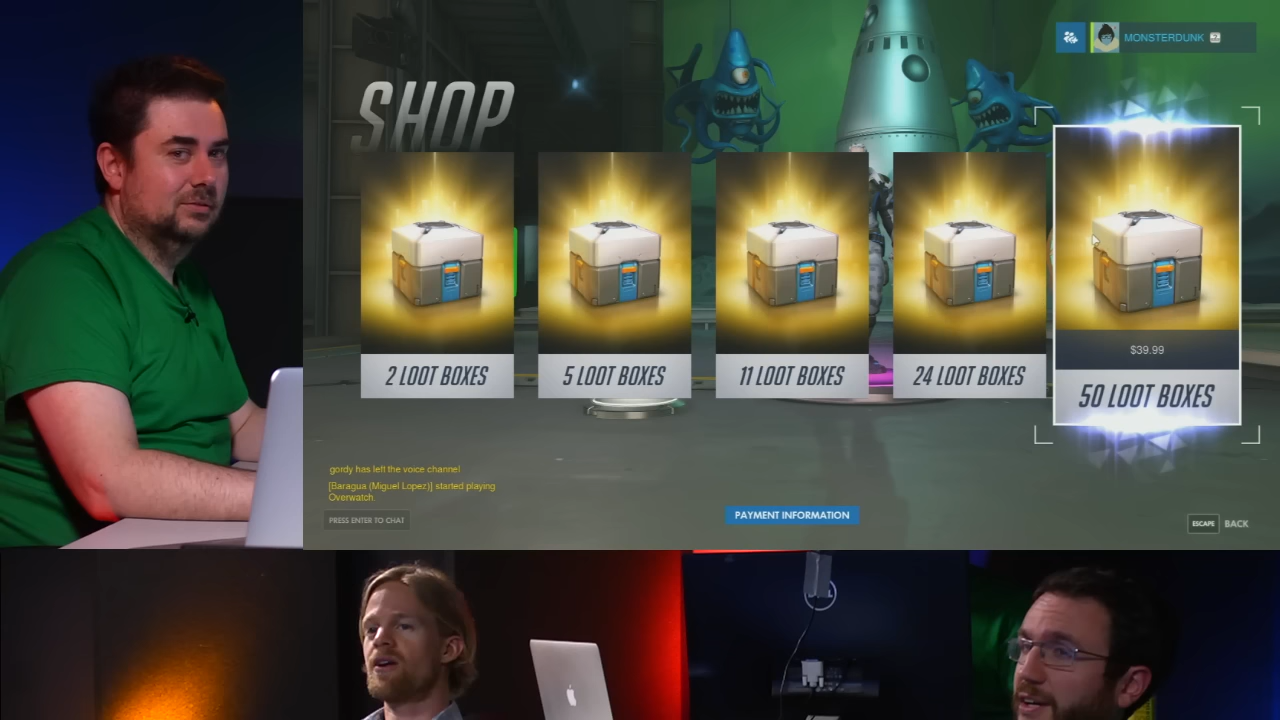 MONSTERDUNK
SHOP
$39.99
2 LOOT BOXES
5 LOOT BOXES
11 LOOT BOXES
24 LOOT BOXES
50 LOOT BOXES
gordy has left the voice channel
[Baragua (Miguel Lopez)] started playing
Overwatch.
PRESS ENTER TO CHAT
PAYMENT INFORMATION
ESCAPE BACK